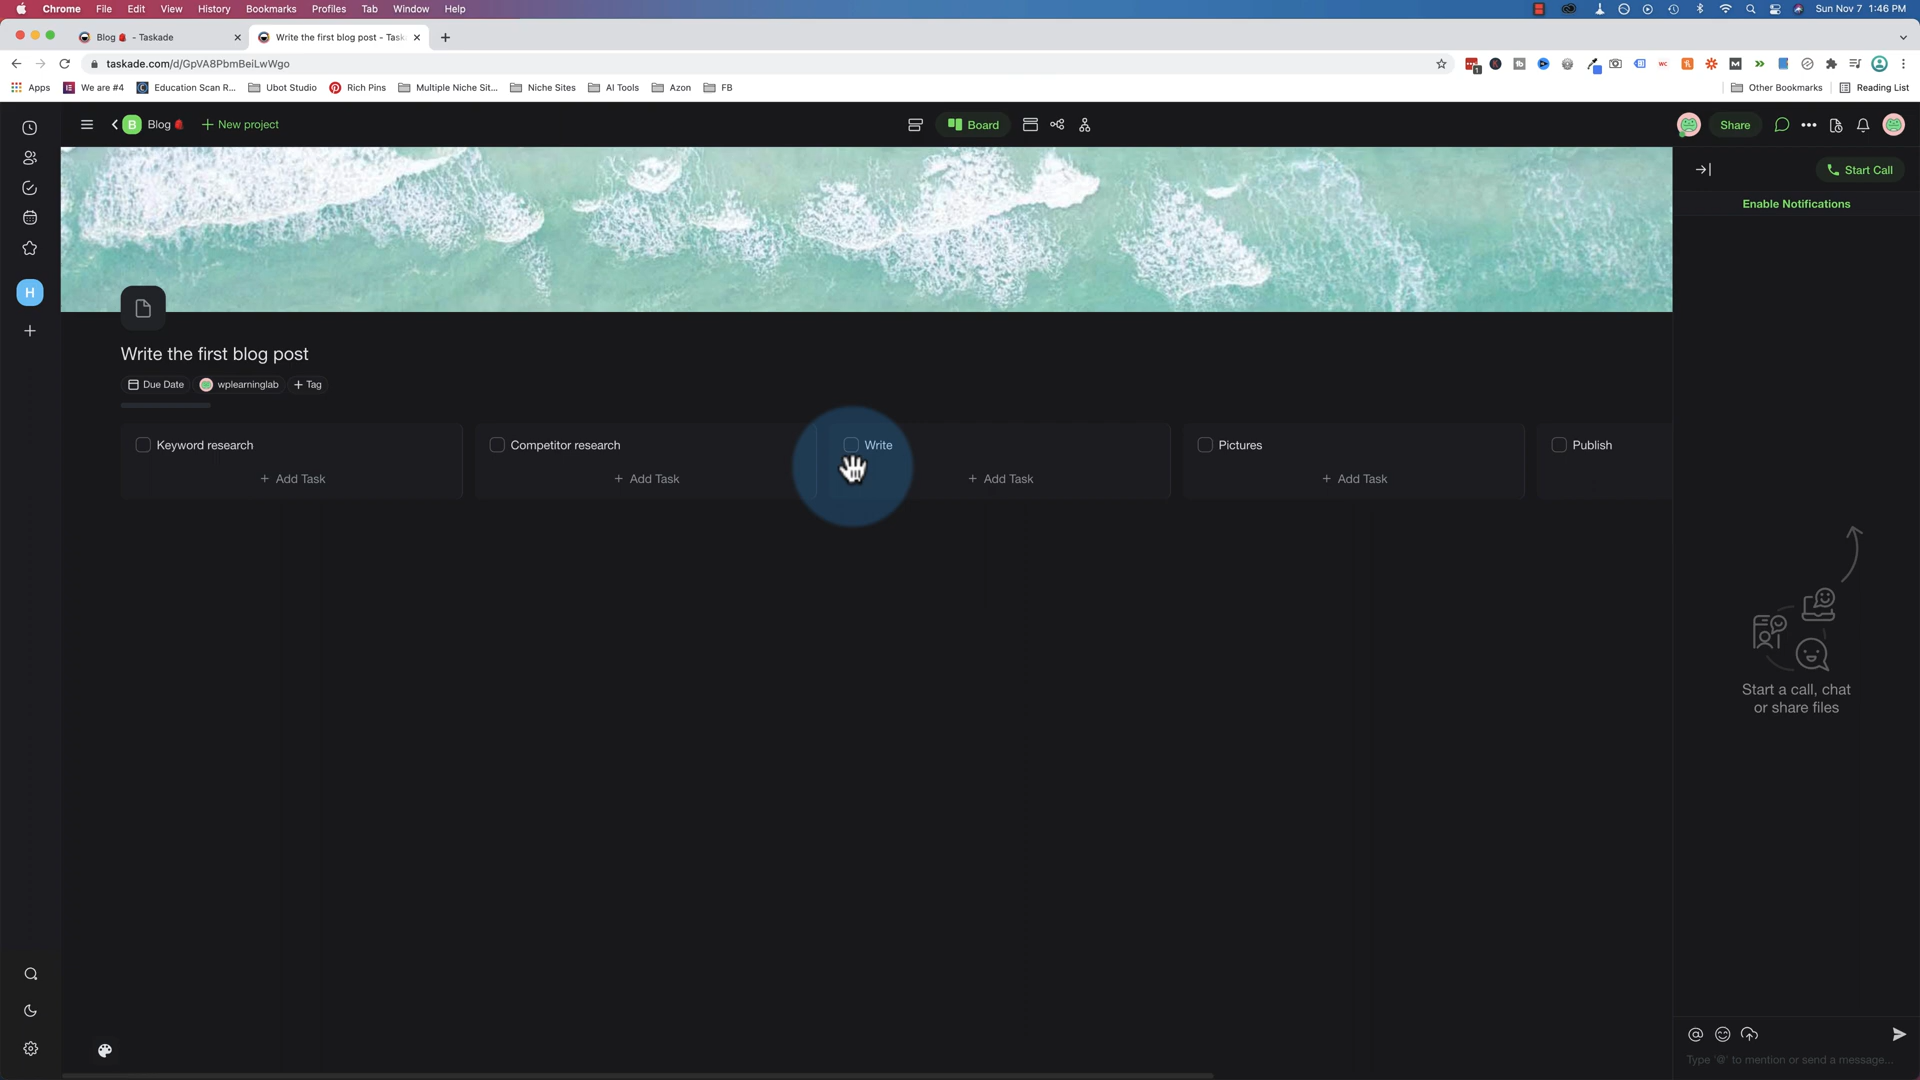 Chrome File Edit View History Bookmarks Profiles Tab Window Help
Sun Nov 7 1:46 PM
Blog - Taskade
Write the first blog post - Task
taskade.com/d/GpVA8PbmBeiLwWgo
Apps We are #4 Education Scan R... Ubot Studio Rich Pins Multiple Niche Sit... Niche Sites AI Tools Azon FB Other Bookmarks Reading List
B Blog + New project
Board
Share
Start Call
Enable Notifications
H
Write the first blog post
Due Date wplearninglab + Tag
Keyword research
+ Add Task
Competitor research
+ Add Task
Write
+ Add Task
Pictures
+ Add Task
Publish
Start a call, chat
or share files
Type '@' to mention or send a message...